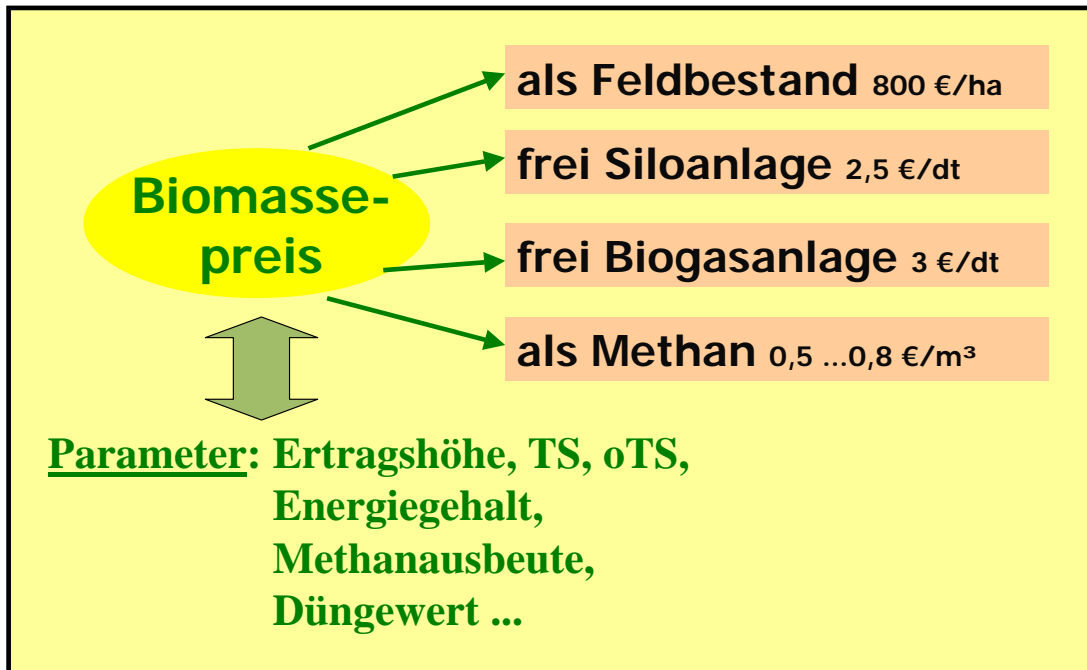 als Feldbestand 800 €/ha
frei Siloanlage 2,5 €/dt
Biomasse-
preis
frei Biogasanlage 3 €/dt
als Methan 0,5 ...0,8 €/m³
Parameter: Ertragshöhe, TS, oTS,
Energiegehalt,
Methanausbeute,
Düngewert ...